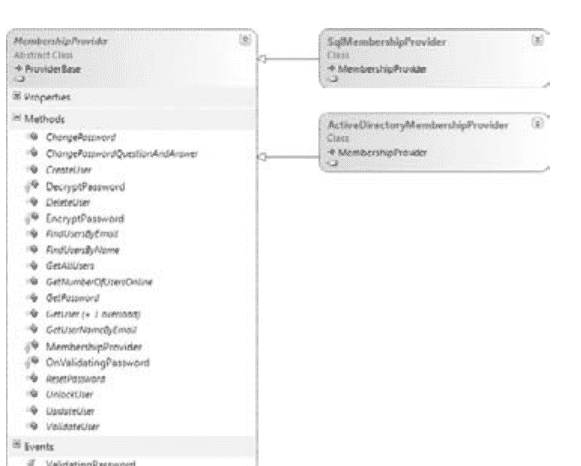 MembershipProvider
Abstract Class
ProviderBase
Properties
Methods
ChangePassword
ChangePasswordQuestionAndAnswer
CreateUser
DecryptPassword
DeleteUser
EncryptPassword
FindUsersByEmail
FindUsersByName
GetAllUsers
GetNumberOfUsersOnline
GetPassword
GetUser (+ 1 overload)
GetUserNameByEmail
MembershipProvider
OnValidatingPassword
ResetPassword
UnlockUser
UpdateUser
ValidateUser
Events
ValidatingPassword
SqlMembershipProvider
Class
MembershipProvider
ActiveDirectoryMembershipProvider
Class
MembershipProvider